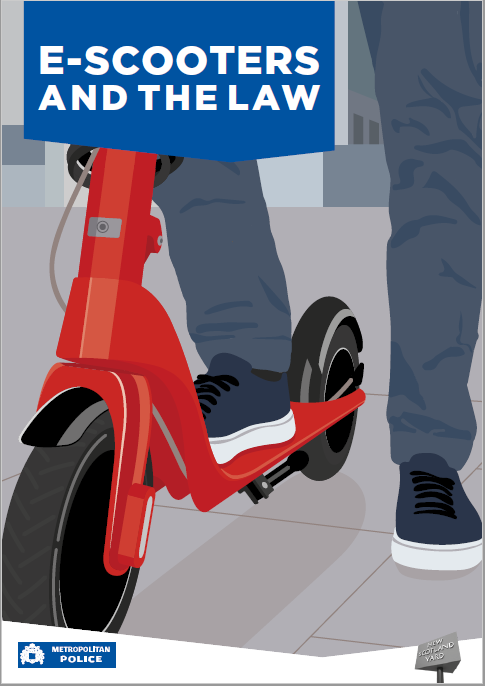 E-SCOOTERS
AND THE LAW
METROPOLITAN
POLICE
NEW
SCOTLAND
YARD